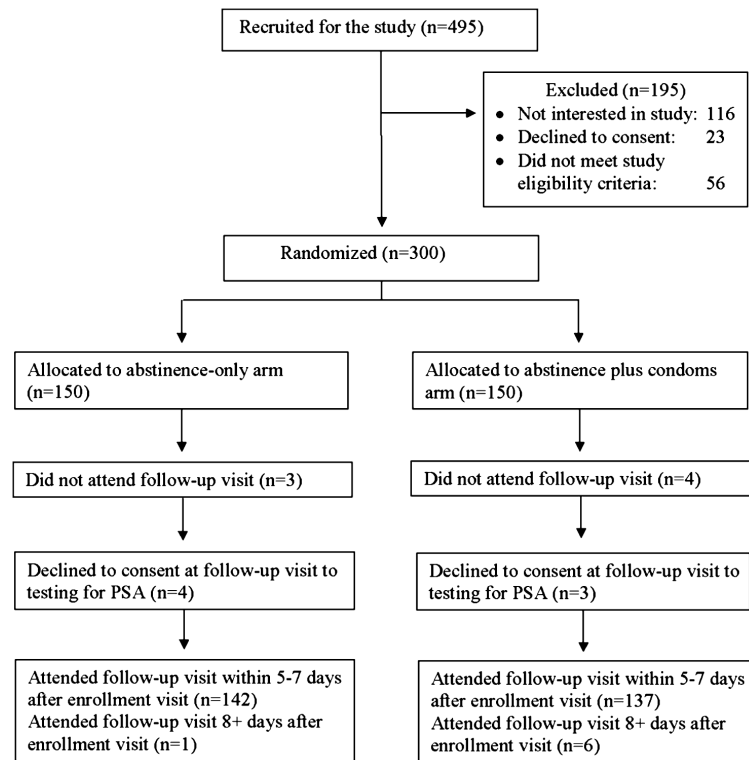 Recruited for the study (n=495)
Excluded (n=195)
• Not interested in study: 116
• Declined to consent: 23
• Did not meet study
eligibility criteria: 56
Randomized (n=300)
Allocated to abstinence-only arm
(n=150)
Allocated to abstinence plus condoms
arm (n=150)
Did not attend follow-up visit (n=3)
Did not attend follow-up visit (n=4)
Declined to consent at follow-up visit to
testing for PSA (n=4)
Declined to consent at follow-up visit to
testing for PSA (n=3)
Attended follow-up visit within 5-7 days
after enrollment visit (n=142)
Attended follow-up visit 8+ days after
enrollment visit (n=1)
Attended follow-up visit within 5-7 days
after enrollment visit (n=137)
Attended follow-up visit 8+ days after
enrollment visit (n=6)